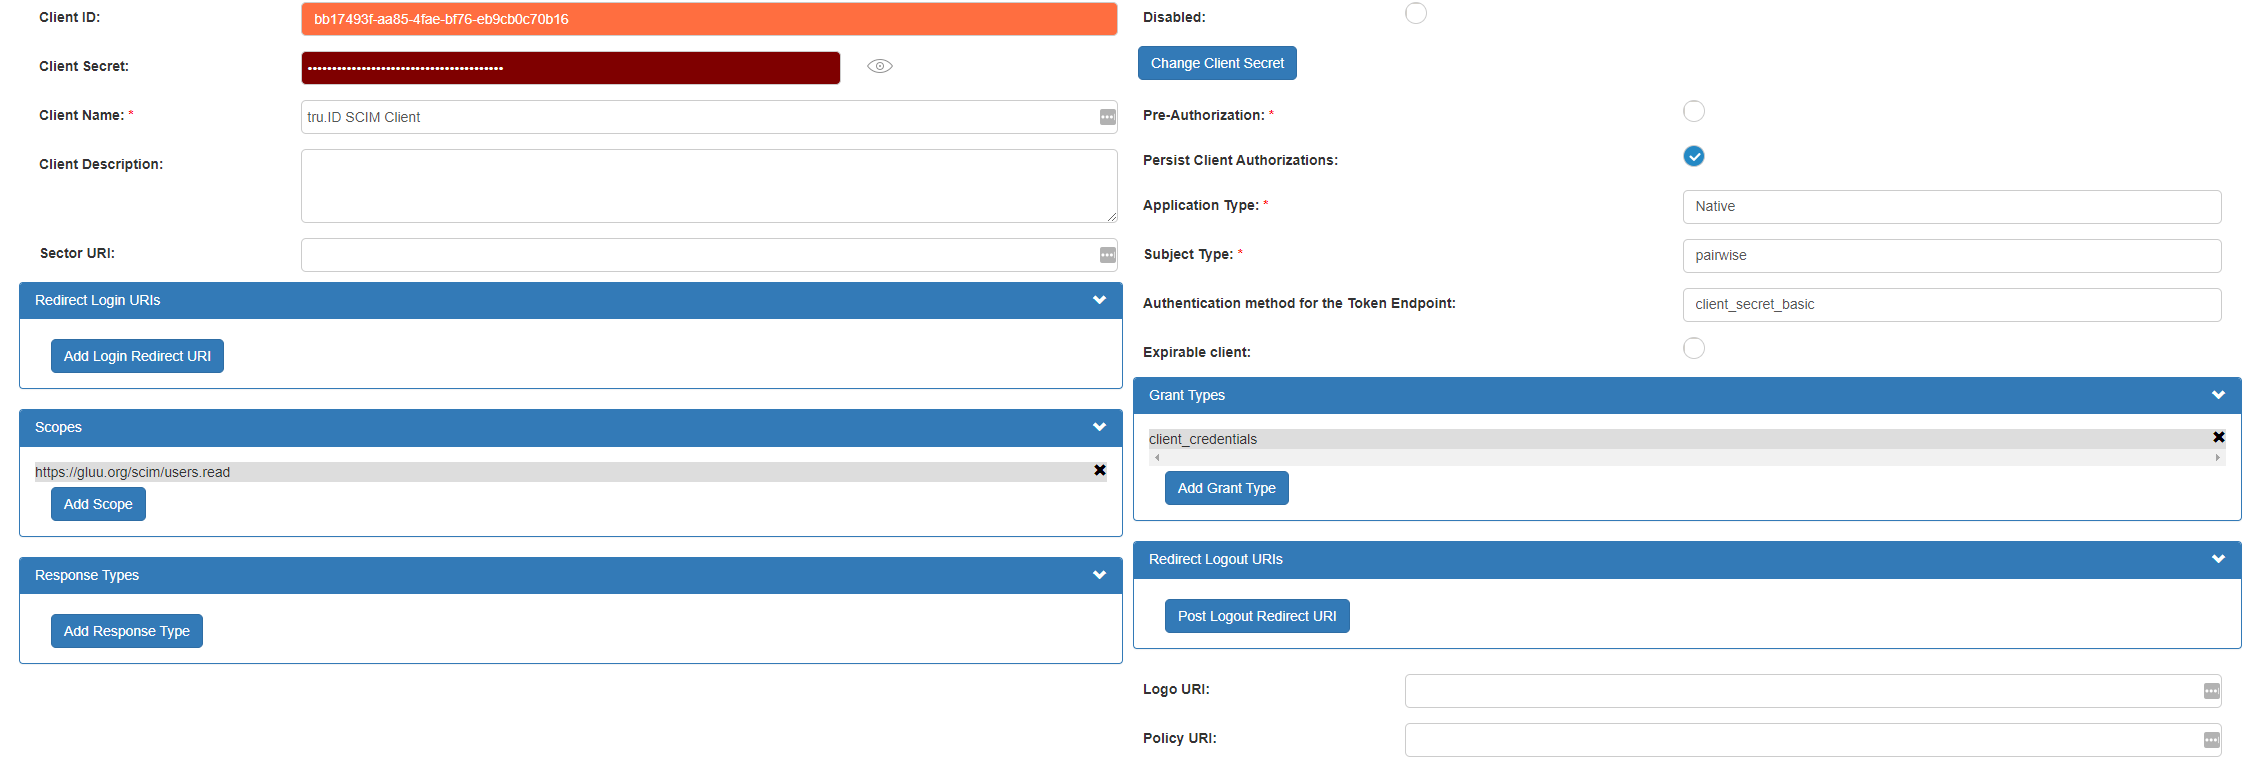 Client ID:
bb17493f-aa85-4fae-bf76-eb9cb0c70b16
Client Secret:
••••••••••••••••••••••••••••••••••••••••
Client Name: *
tru.ID SCIM Client
Client Description:
Sector URI:
Redirect Login URIs
Add Login Redirect URI
Scopes
https://gluu.org/scim/users.read
Add Scope
Response Types
Add Response Type
Disabled:
Change Client Secret
Pre-Authorization: *
Persist Client Authorizations:
Application Type: *
Native
Subject Type: *
pairwise
Authentication method for the Token Endpoint:
client_secret_basic
Expirable client:
Grant Types
client_credentials
Add Grant Type
Redirect Logout URIs
Post Logout Redirect URI
Logo URI:
Policy URI: